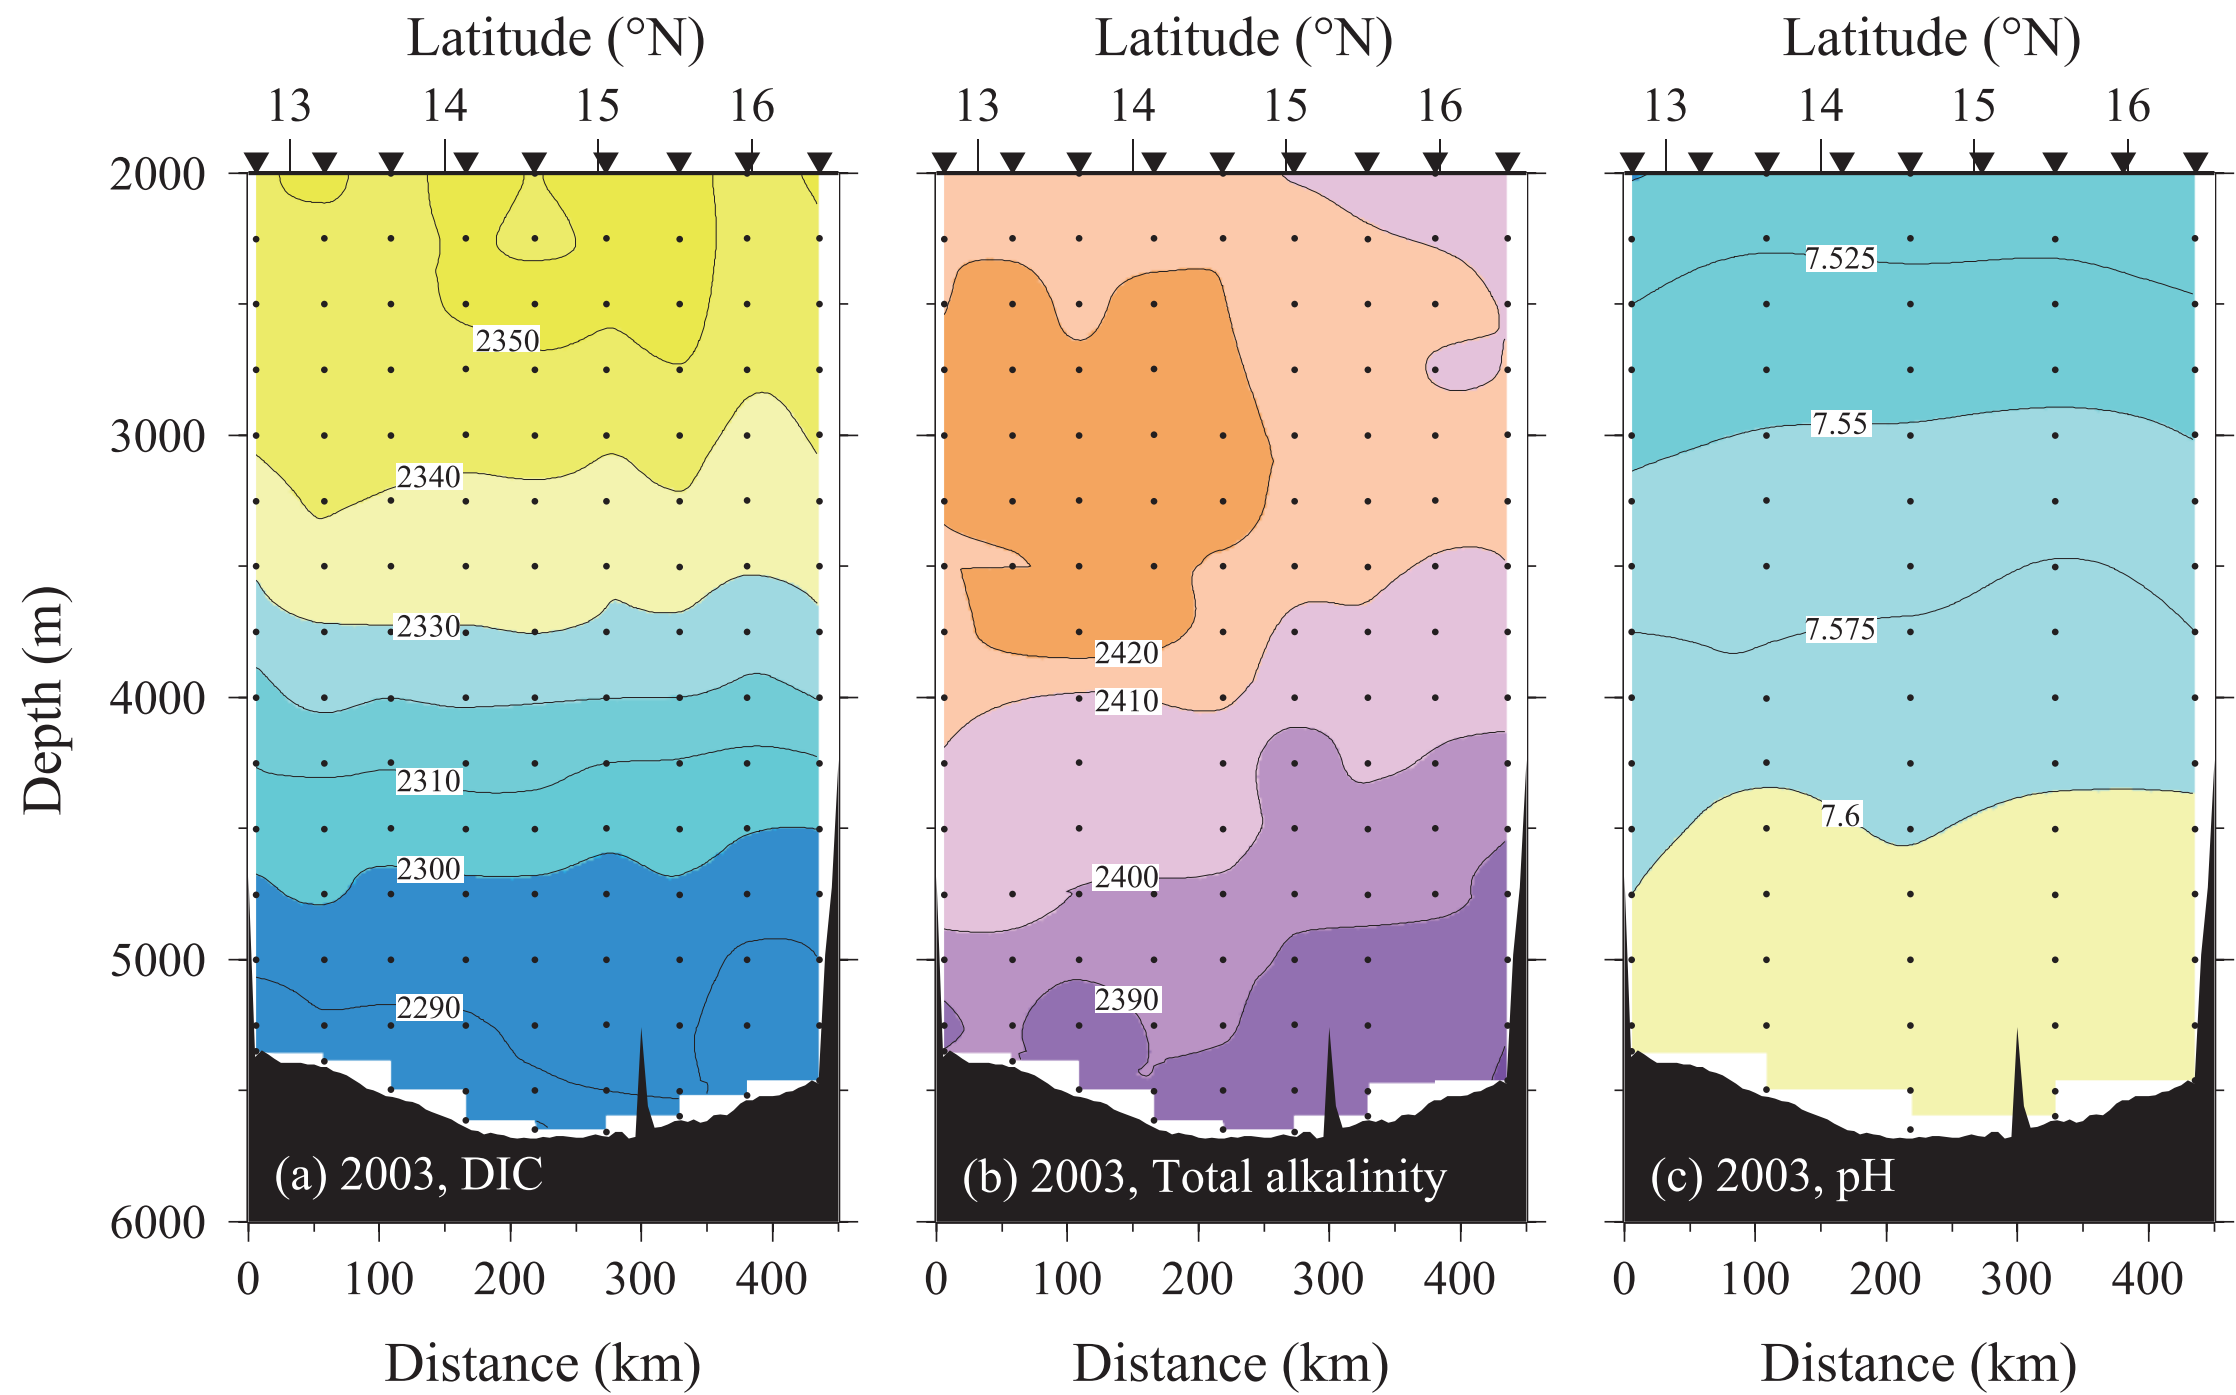 Latitude (°N) Latitude (°N) Latitude (°N)
13 14 15 16 13 14 15 16 13 14 15 16
2000
3000
4000
5000
6000
Depth (m)
2350
2340
2330
2310
2300
2290
(a) 2003, DIC
2420
2410
2400
2390
(b) 2003, Total alkalinity
7.525
7.55
7.575
7.6
(c) 2003, pH
0 100 200 300 400 0 100 200 300 400 0 100 200 300 400
Distance (km) Distance (km) Distance (km)